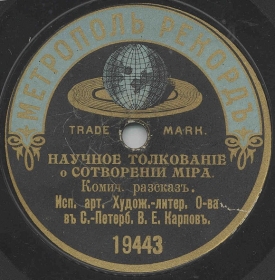 МЕТРОПОЛЬ РЕКОРДЪ
TRADE MARK.
НАУЧНОЕ ТОЛКОВАНІЕ
о СОТВОРЕНІИ МІРА.
Комич. разсказъ.
Исп. арт. Худож.-литер. О-ва
въ С.-Петерб. В. Е. Карповъ.
19443